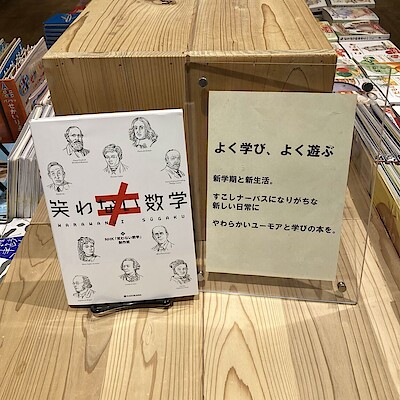 笑わない数学
WARAWANAI SUGAKU
NHK「笑わない数学」
制作班
よく学び、よく遊ぶ
新学期と新生活。
すこしナーバスになりがちな
新しい日常に
やわらかいユーモアと学びの本を。